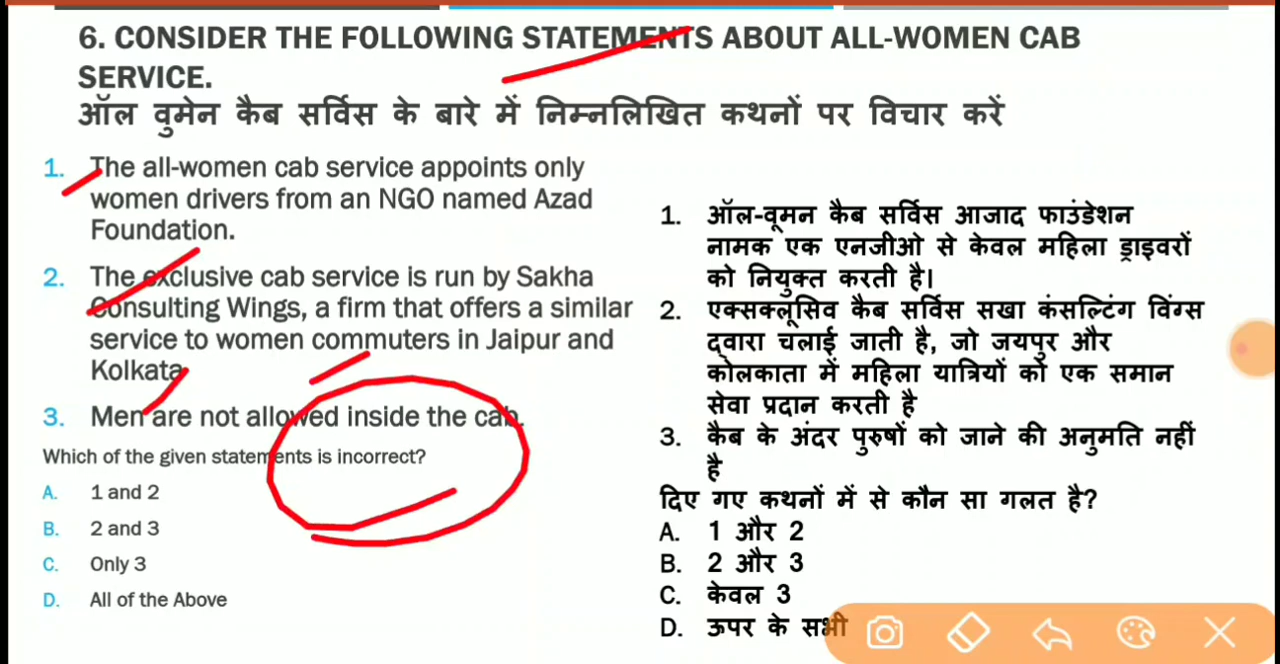 6. CONSIDER THE FOLLOWING STATEMENTS ABOUT ALL-WOMEN CAB
SERVICE.
ऑल वुमेन कैब सर्विस के बारे में निम्नलिखित कथनों पर विचार करें
1. The all-women cab service appoints only
women drivers from an NGO named Azad
Foundation.
2. The exclusive cab service is run by Sakha
Consulting Wings, a firm that offers a similar
service to women commuters in Jaipur and
Kolkata.
3. Men are not allowed inside the cab.
Which of the given statements is incorrect?
A. 1 and 2
B. 2 and 3
C. Only 3
D. All of the Above
1. ऑल-वूमन कैब सर्विस आजाद फाउंडेशन
नामक एक एनजीओ से केवल महिला ड्राइवरों
को नियुक्त करती है।
2. एक्सक्लूसिव कैब सर्विस सखा कंसल्टिंग विंग्स
द्वारा चलाई जाती है, जो जयपुर और
कोलकाता में महिला यात्रियों को एक समान
सेवा प्रदान करती है
3. कैब के अंदर पुरुषों को जाने की अनुमति नहीं
है
दिए गए कथनों में से कौन सा गलत है?
A. 1 और 2
B. 2 और 3
C. केवल 3
D. ऊपर के सभी